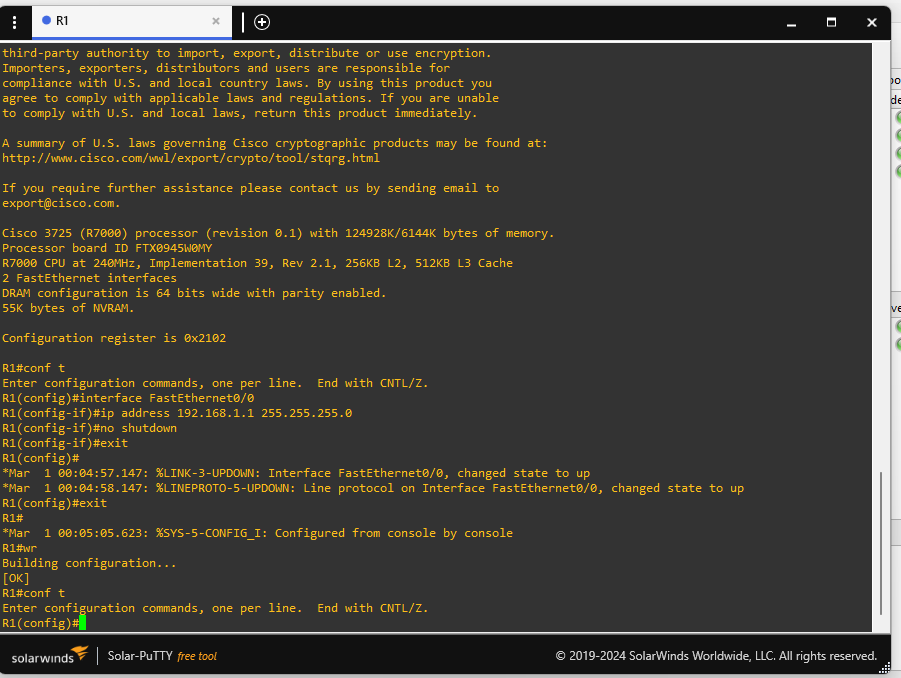 R1
third-party authority to import, export, distribute or use encryption.
Importers, exporters, distributors and users are responsible for
compliance with U.S. and local country laws. By using this product you
agree to comply with applicable laws and regulations. If you are unable
to comply with U.S. and local laws, return this product immediately.
A summary of U.S. laws governing Cisco cryptographic products may be found at:
http://www.cisco.com/wwl/export/crypto/tool/stqrg.html
If you require further assistance please contact us by sending email to
export@cisco.com.
Cisco 3725 (R7000) processor (revision 0.1) with 124928K/6144K bytes of memory.
Processor board ID FTX0945W0MY
R7000 CPU at 240MHz, Implementation 39, Rev 2.1, 256KB L2, 512KB L3 Cache
2 FastEthernet interfaces
DRAM configuration is 64 bits wide with parity enabled.
55K bytes of NVRAM.
Configuration register is 0x2102
R1#conf t
Enter configuration commands, one per line.  End with CNTL/Z.
R1(config)#interface FastEthernet0/0
R1(config-if)#ip address 192.168.1.1 255.255.255.0
R1(config-if)#no shutdown
R1(config-if)#exit
R1(config)#
*Mar  1 00:04:57.147: %LINK-3-UPDOWN: Interface FastEthernet0/0, changed state to up
*Mar  1 00:04:58.147: %LINEPROTO-5-UPDOWN: Line protocol on Interface FastEthernet0/0, changed state to up
R1(config)#exit
R1#
*Mar  1 00:05:05.623: %SYS-5-CONFIG_I: Configured from console by console
R1#wr
Building configuration...
[OK]
R1#conf t
Enter configuration commands, one per line.  End with CNTL/Z.
R1(config)#
solarwinds Solar-PuTTY free tool © 2019-2024 SolarWinds Worldwide, LLC. All rights reserved.